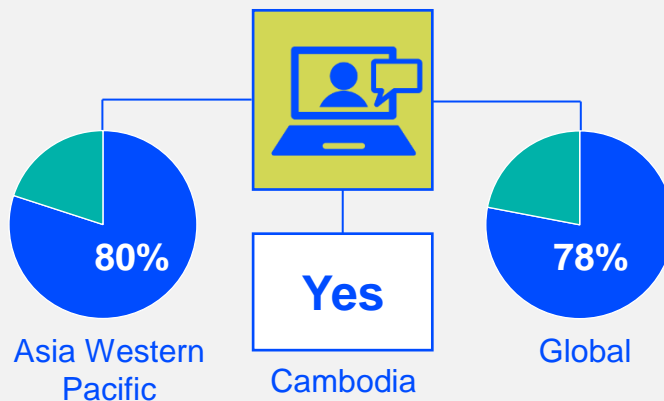 80%
Asia Western
Pacific
Yes
Cambodia
78%
Global